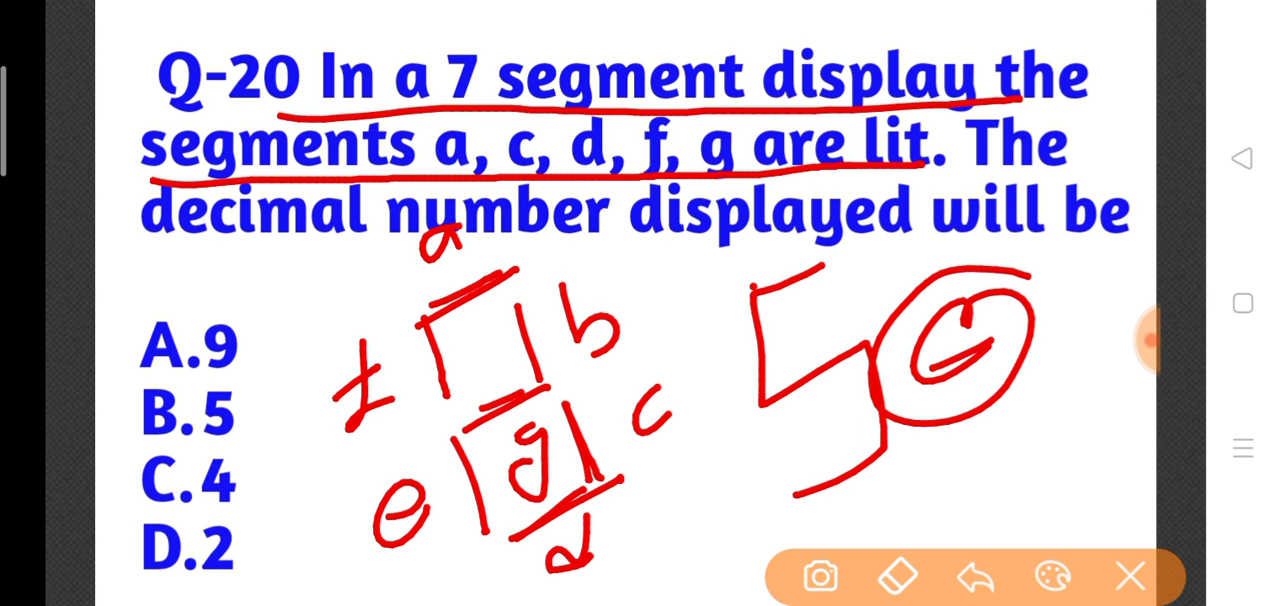 Q-20 In a 7 segment display the
segments a, c, d, f, g are lit. The
decimal number displayed will be
a
A.9
f b
B.5
c
g
C.4
e
D.2
d